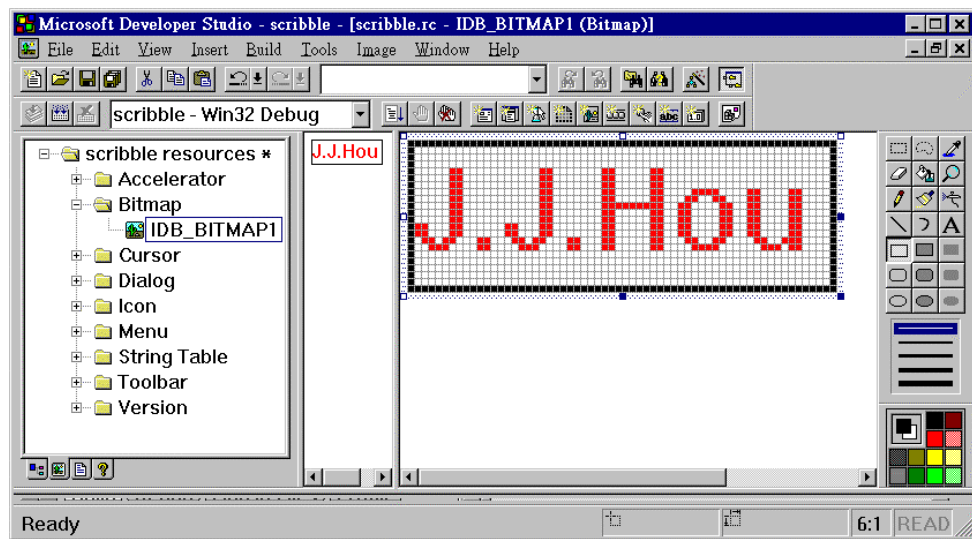 Microsoft Developer Studio - scribble - [scribble.rc - IDB_BITMAP1 (Bitmap)]
File Edit View Insert Build Tools Image Window Help
scribble - Win32 Debug
scribble resources *
Accelerator
Bitmap
IDB_BITMAP1
Cursor
Dialog
Icon
Menu
String Table
Toolbar
Version
J.J.Hou
J.J.Hou
A
Ready
6:1 READ